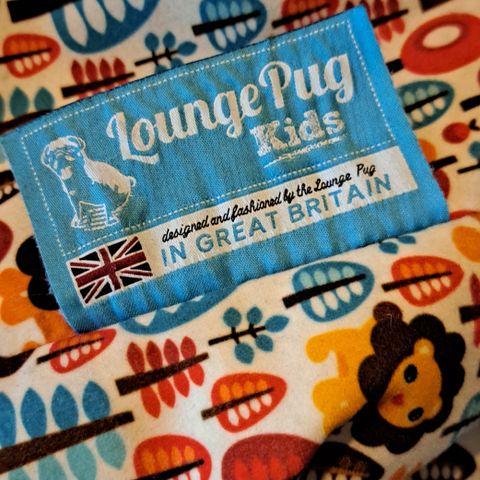 LoungePug
Kids
designed and fashioned by the Lounge Pug
IN GREAT BRITAIN